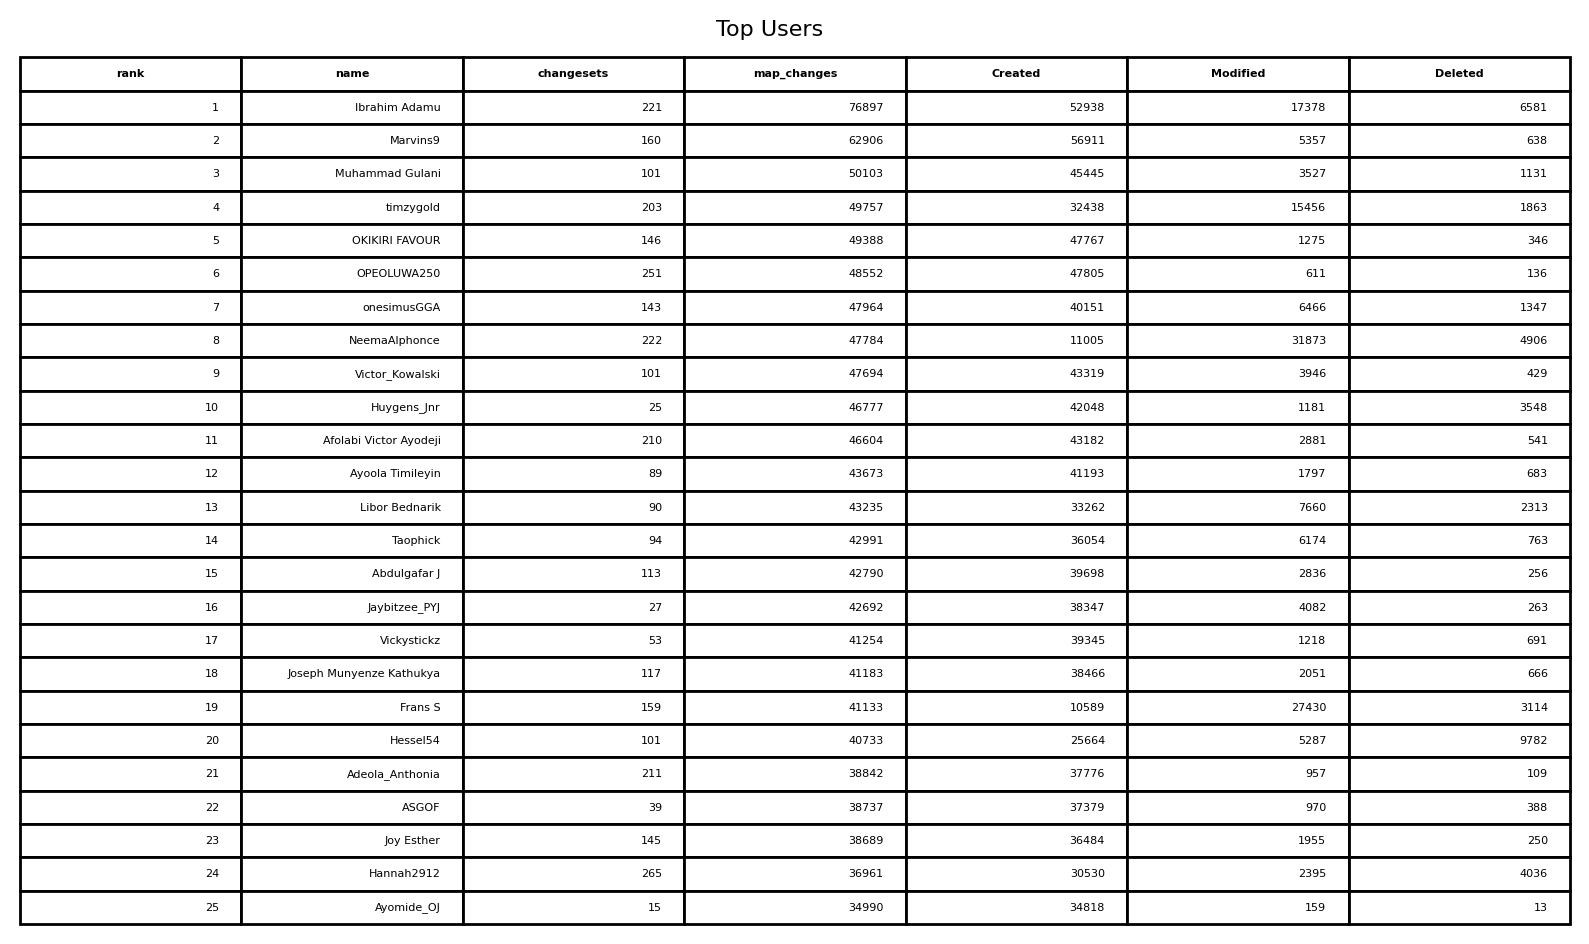 Top Users
rank name changesets map_changes Created Modified Deleted
1 Ibrahim Adamu 221 76897 52938 17378 6581
2 Marvins9 160 62906 56911 5357 638
3 Muhammad Gulani 101 50103 45445 3527 1131
4 timzygold 203 49757 32438 15456 1863
5 OKIKIRI FAVOUR 146 49388 47767 1275 346
6 OPEOLUWA250 251 48552 47805 611 136
7 onesimusGGA 143 47964 40151 6466 1347
8 NeemaAlphonce 222 47784 11005 31873 4906
9 Victor_Kowalski 101 47694 43319 3946 429
10 Huygens_Jnr 25 46777 42048 1181 3548
11 Afolabi Victor Ayodeji 210 46604 43182 2881 541
12 Ayoola Timileyin 89 43673 41193 1797 683
13 Libor Bednarik 90 43235 33262 7660 2313
14 Taophick 94 42991 36054 6174 763
15 Abdulgafar J 113 42790 39698 2836 256
16 Jaybitzee_PYJ 27 42692 38347 4082 263
17 Vickystickz 53 41254 39345 1218 691
18 Joseph Munyenze Kathukya 117 41183 38466 2051 666
19 Frans S 159 41133 10589 27430 3114
20 Hessel54 101 40733 25664 5287 9782
21 Adeola_Anthonia 211 38842 37776 957 109
22 ASGOF 39 38737 37379 970 388
23 Joy Esther 145 38689 36484 1955 250
24 Hannah2912 265 36961 30530 2395 4036
25 Ayomide_OJ 15 34990 34818 159 13